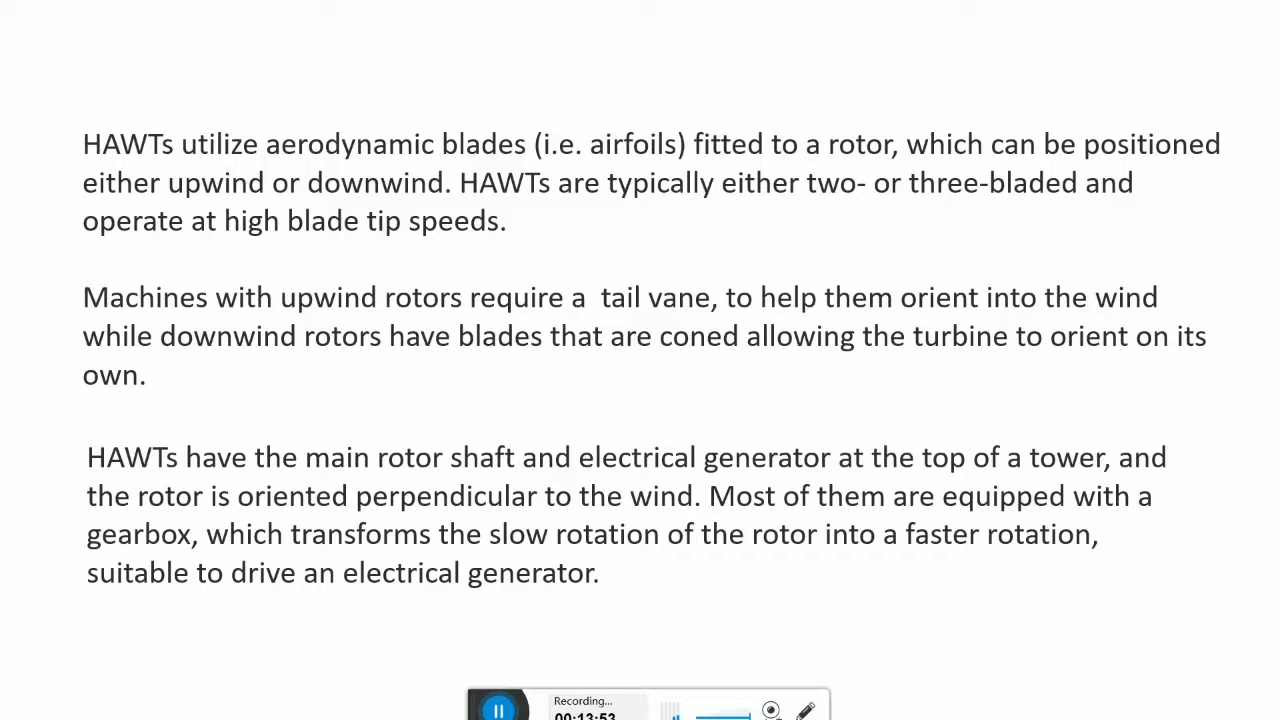 HAWTs utilize aerodynamic blades (i.e. airfoils) fitted to a rotor, which can be positioned
either upwind or downwind. HAWTs are typically either two- or three-bladed and
operate at high blade tip speeds.
Machines with upwind rotors require a  tail vane, to help them orient into the wind
while downwind rotors have blades that are coned allowing the turbine to orient on its
own.
HAWTs have the main rotor shaft and electrical generator at the top of a tower, and
the rotor is oriented perpendicular to the wind. Most of them are equipped with a
gearbox, which transforms the slow rotation of the rotor into a faster rotation,
suitable to drive an electrical generator.
Recording...
00:13:53